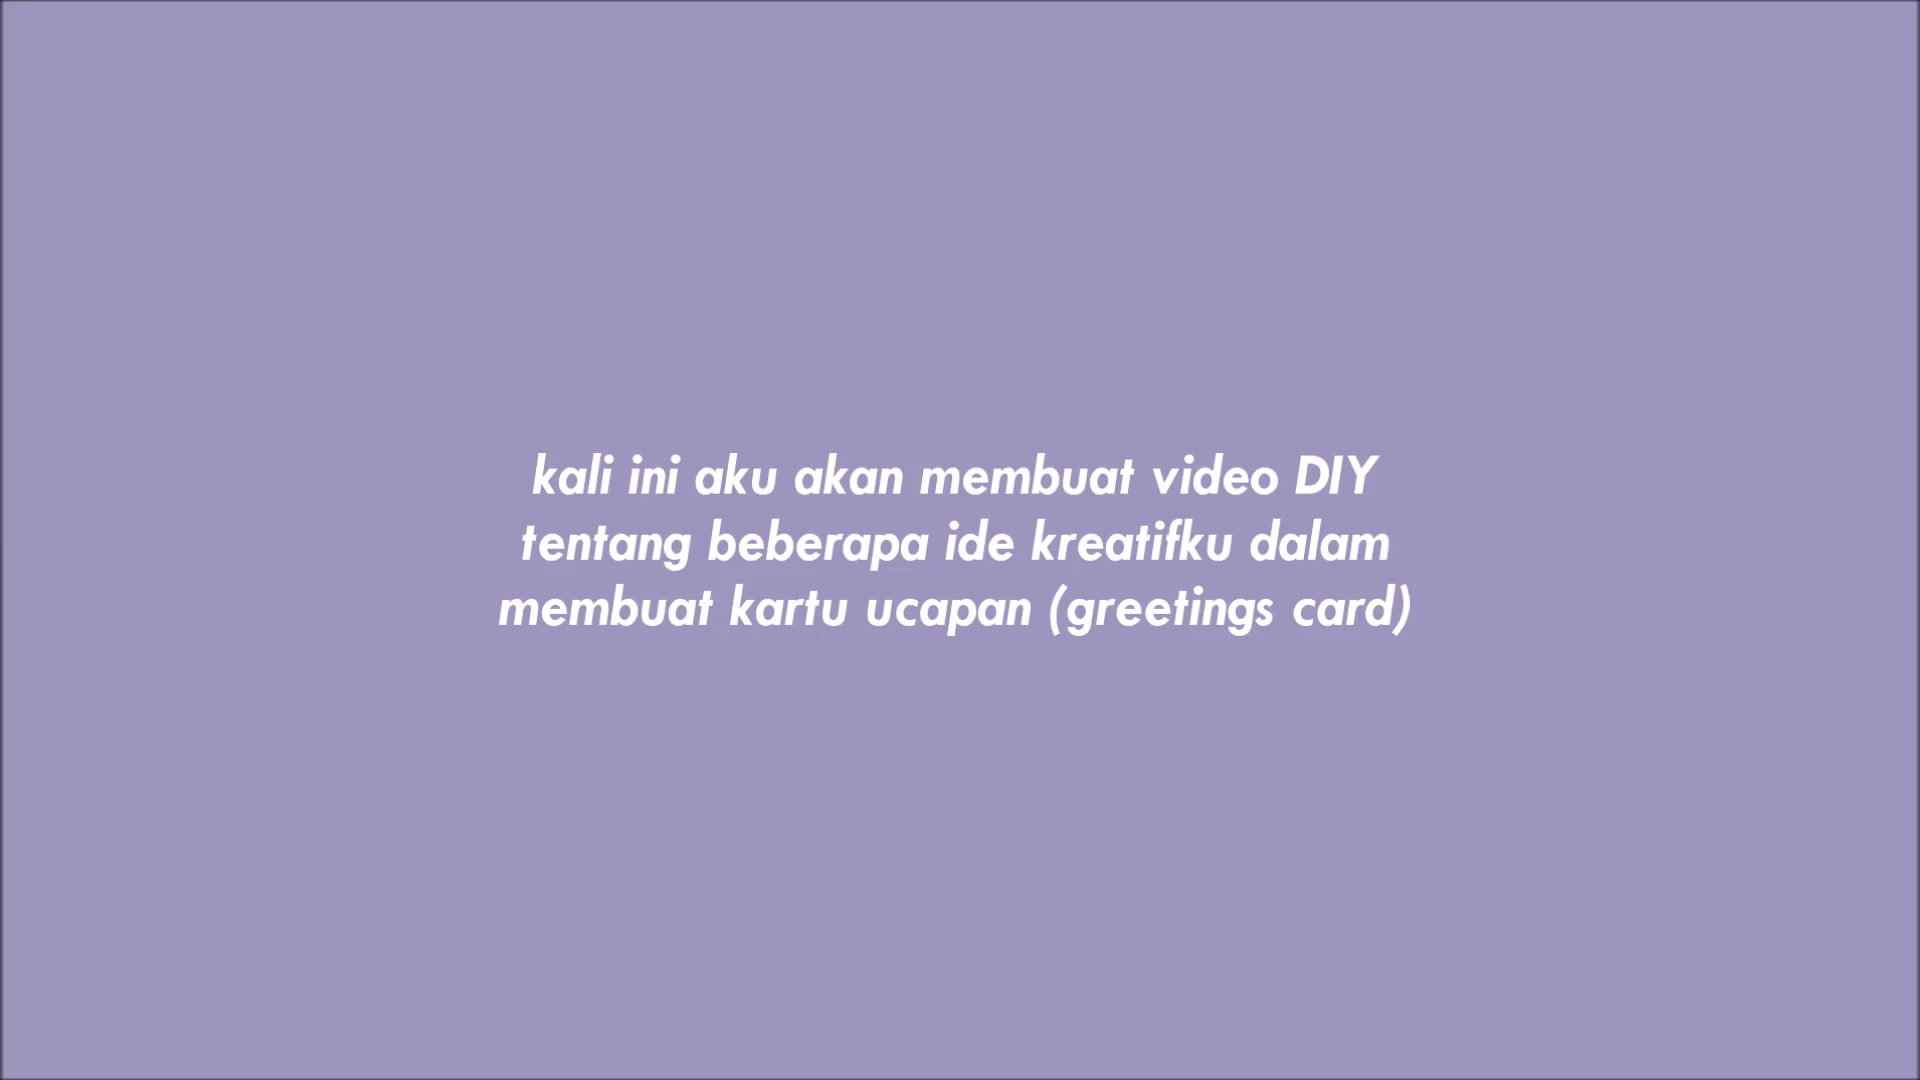 kali ini aku akan membuat video DIY
tentang beberapa ide kreatifku dalam
membuat kartu ucapan (greetings card)